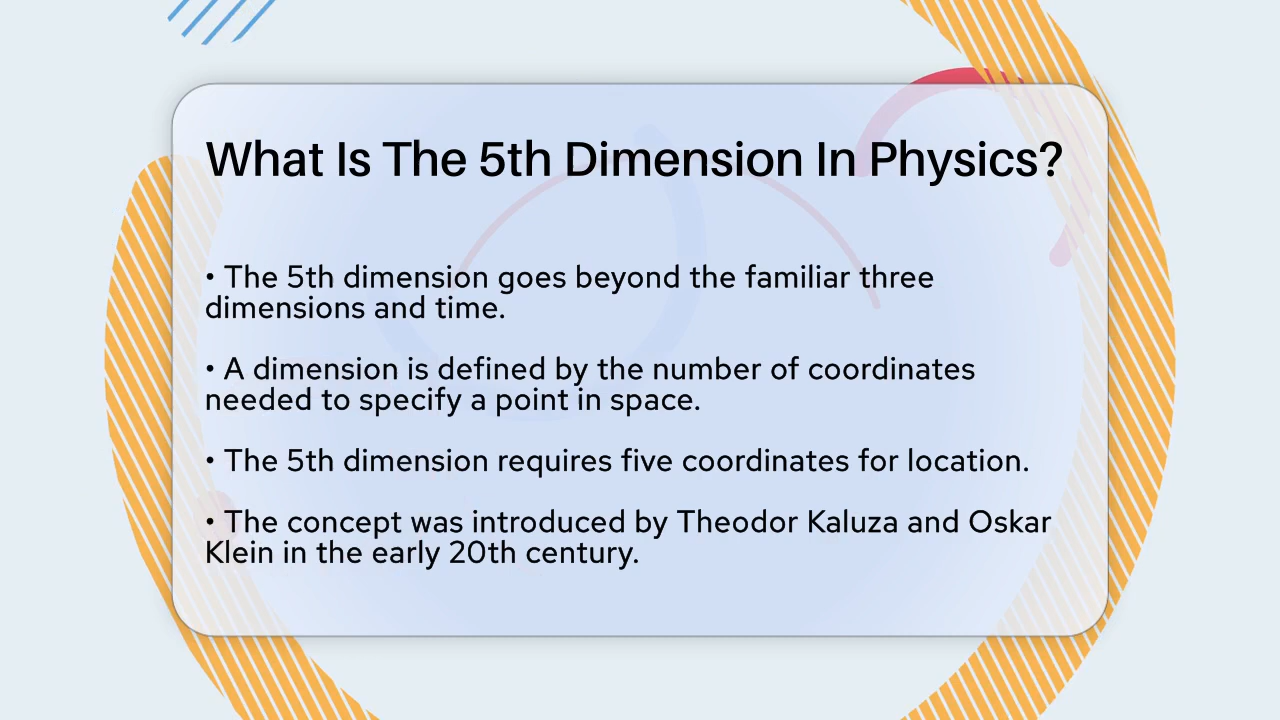 What Is The 5th Dimension In Physics?
• The 5th dimension goes beyond the familiar three
dimensions and time.
• A dimension is defined by the number of coordinates
needed to specify a point in space.
• The 5th dimension requires five coordinates for location.
• The concept was introduced by Theodor Kaluza and Oskar
Klein in the early 20th century.